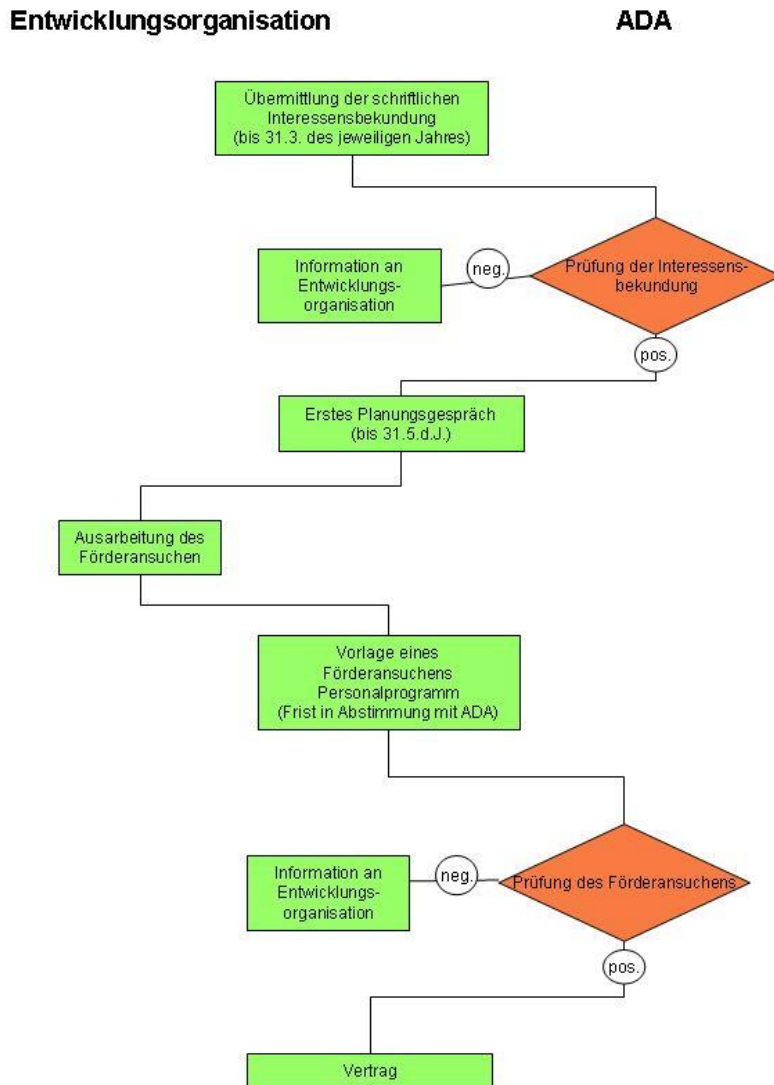 Entwicklungsorganisation ADA
Übermittlung der schriftlichen
Interessensbekundung
(bis 31.3. des jeweiligen Jahres)
Information an
Entwicklungs-
organisation
neg.
Prüfung der Interessens-
bekundung
pos.
Erstes Planungsgespräch
(bis 31.5.d.J.)
Ausarbeitung des
Förderansuchen
Vorlage eines
Förderansuchens
Personalprogramm
(Frist in Abstimmung mit ADA)
Information an
Entwicklungs-
organisation
neg.
Prüfung des Förderansuchens
pos.
Vertrag